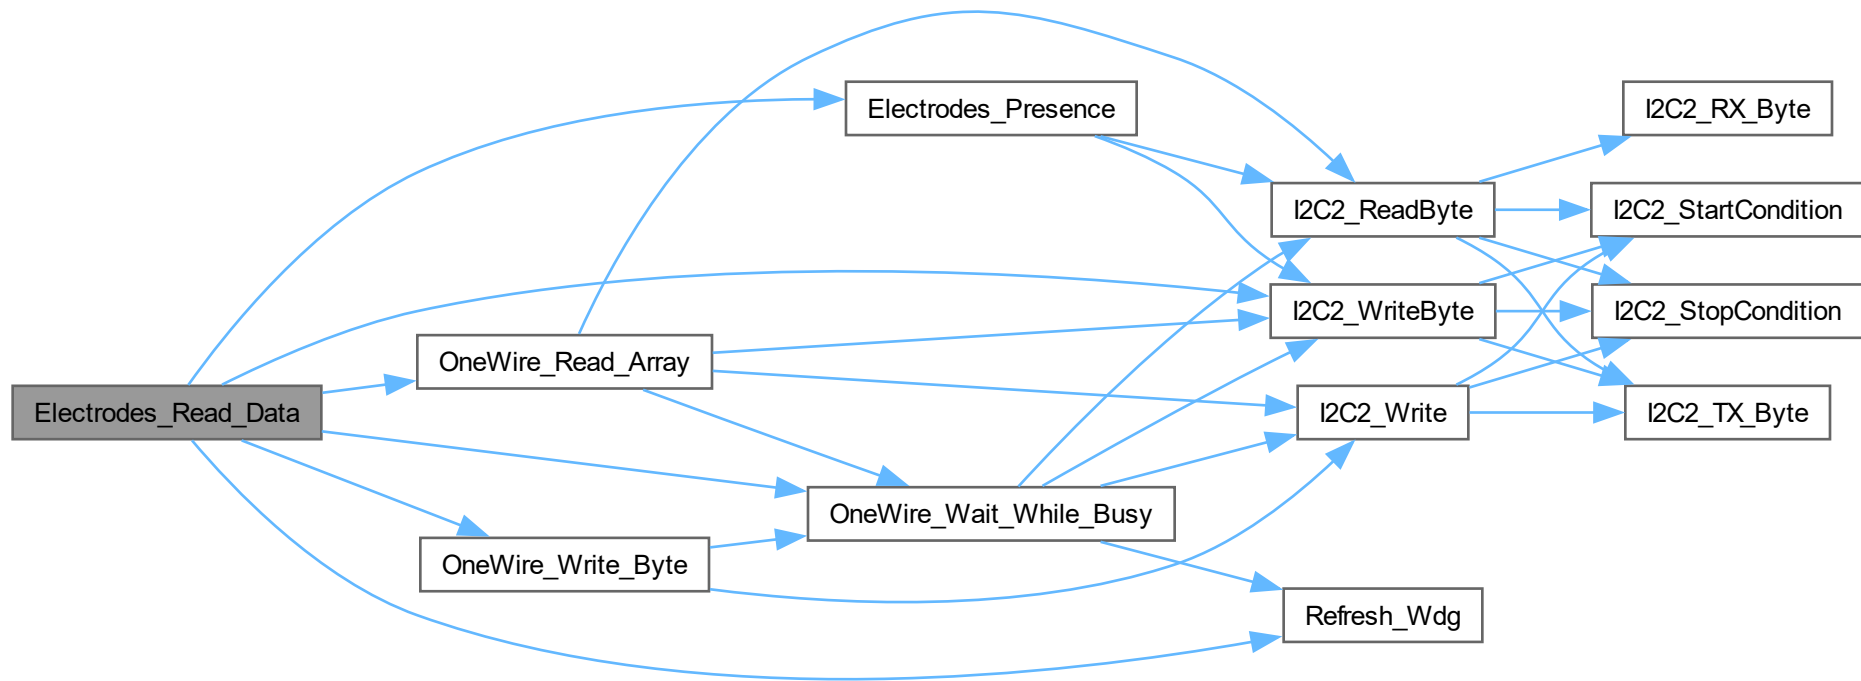 Electrodes_Read_Data
OneWire_Read_Array
OneWire_Write_Byte
Electrodes_Presence
OneWire_Wait_While_Busy
I2C2_ReadByte
I2C2_WriteByte
I2C2_Write
Refresh_Wdg
I2C2_RX_Byte
I2C2_StartCondition
I2C2_StopCondition
I2C2_TX_Byte